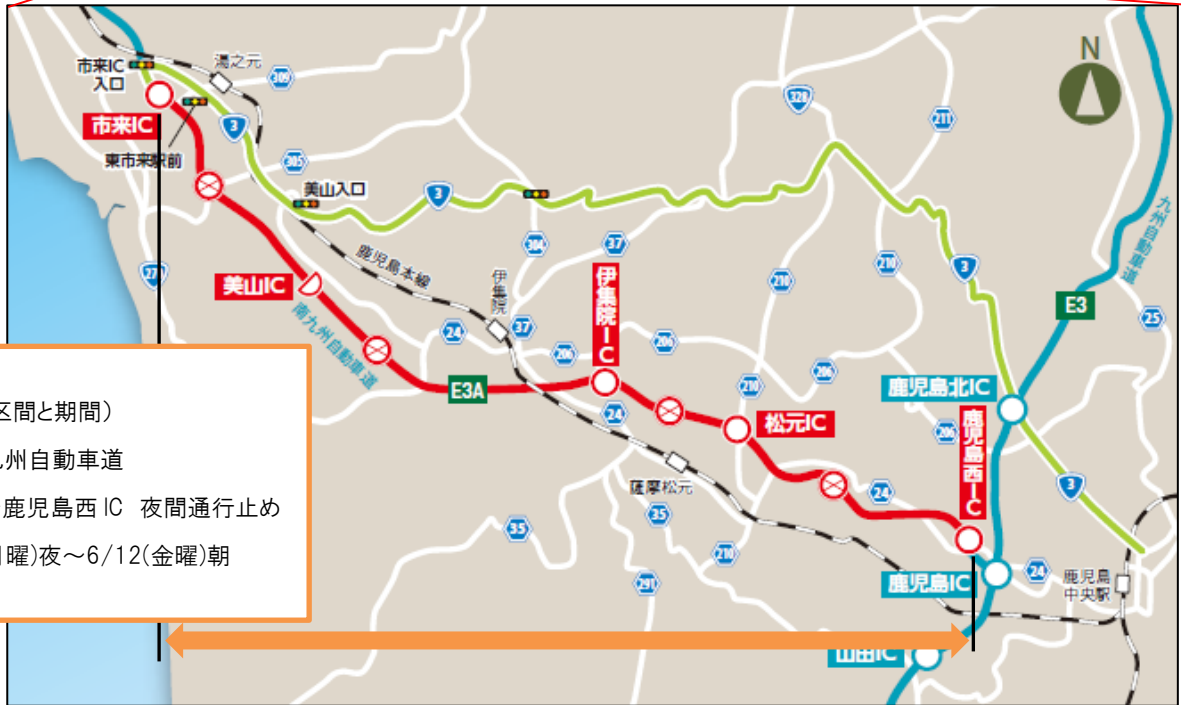 N
湯之元
市来IC
入口
309
328
211
市来IC
3
東市来駅前
305
美山入口
3
九州自動車道
304
37
210
210
3
鹿児島本線
伊集院
伊集院IC
E3
25
美山IC
南九州自動車道
24
37
206
206
210
206
鹿児島北IC
E3A
24
松元IC
206
鹿児島西IC
区間と期間)
州自動車道
鹿児島西IC 夜間通行止め
曜)夜~6/12(金曜)朝
薩摩松元
24
3
35
35
210
291
鹿児島IC
24
鹿児島
中央駅
山田IC